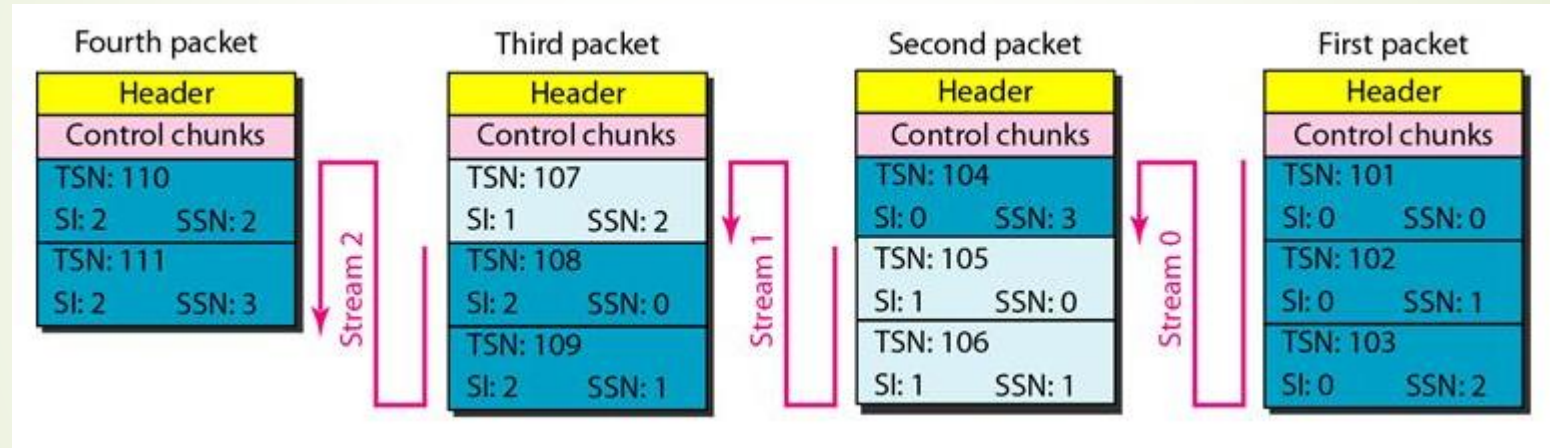 Fourth packet
Header
Control chunks
TSN: 110
SI: 2 SSN: 2
TSN: 111
SI: 2 SSN: 3
Stream 2
Third packet
Header
Control chunks
TSN: 107
SI: 1 SSN: 2
TSN: 108
SI: 2 SSN: 0
TSN: 109
SI: 2 SSN: 1
Stream 1
Second packet
Header
Control chunks
TSN: 104
SI: 0 SSN: 3
TSN: 105
SI: 1 SSN: 0
TSN: 106
SI: 1 SSN: 1
Stream 0
First packet
Header
Control chunks
TSN: 101
SI: 0 SSN: 0
TSN: 102
SI: 0 SSN: 1
TSN: 103
SI: 0 SSN: 2